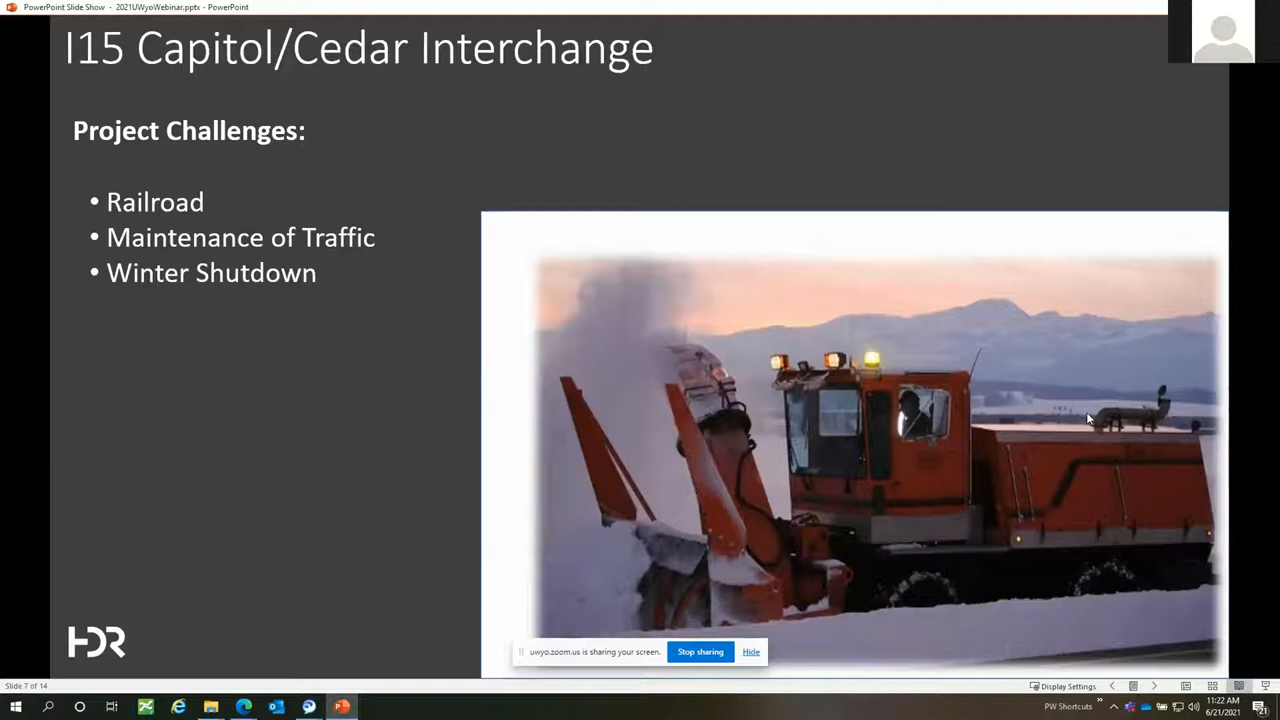 PowerPoint Slide Show - 2021UWyoWebinar.pptx - PowerPoint
I15 Capitol/Cedar Interchange
Project Challenges:
• Railroad
• Maintenance of Traffic
• Winter Shutdown
HDR
uwyo.zoom.us is sharing your screen.
Stop sharing
Hide
Slide 7 of 14
Display Settings
PW Shortcuts
11:22 AM
6/21/2021
21